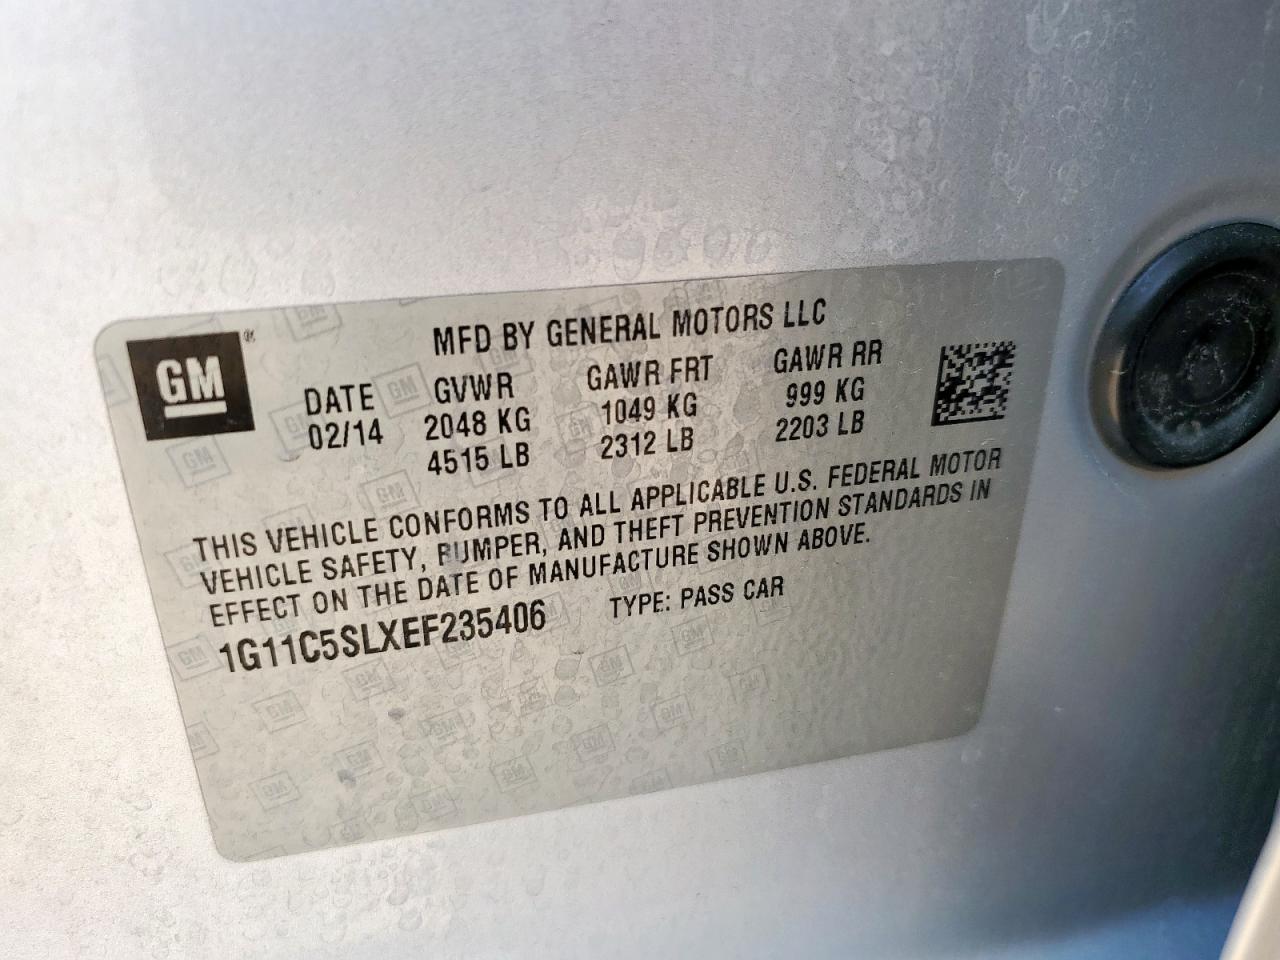 GM®
MFD BY GENERAL MOTORS LLC
DATE GVWR GAWR FRT GAWR RR
02/14 2048 KG 1049 KG 999 KG
4515 LB 2312 LB 2203 LB
THIS VEHICLE CONFORMS TO ALL APPLICABLE U.S. FEDERAL MOTOR
VEHICLE SAFETY, BUMPER, AND THEFT PREVENTION STANDARDS IN
EFFECT ON THE DATE OF MANUFACTURE SHOWN ABOVE.
1G11C5SLXEF235406 TYPE: PASS CAR